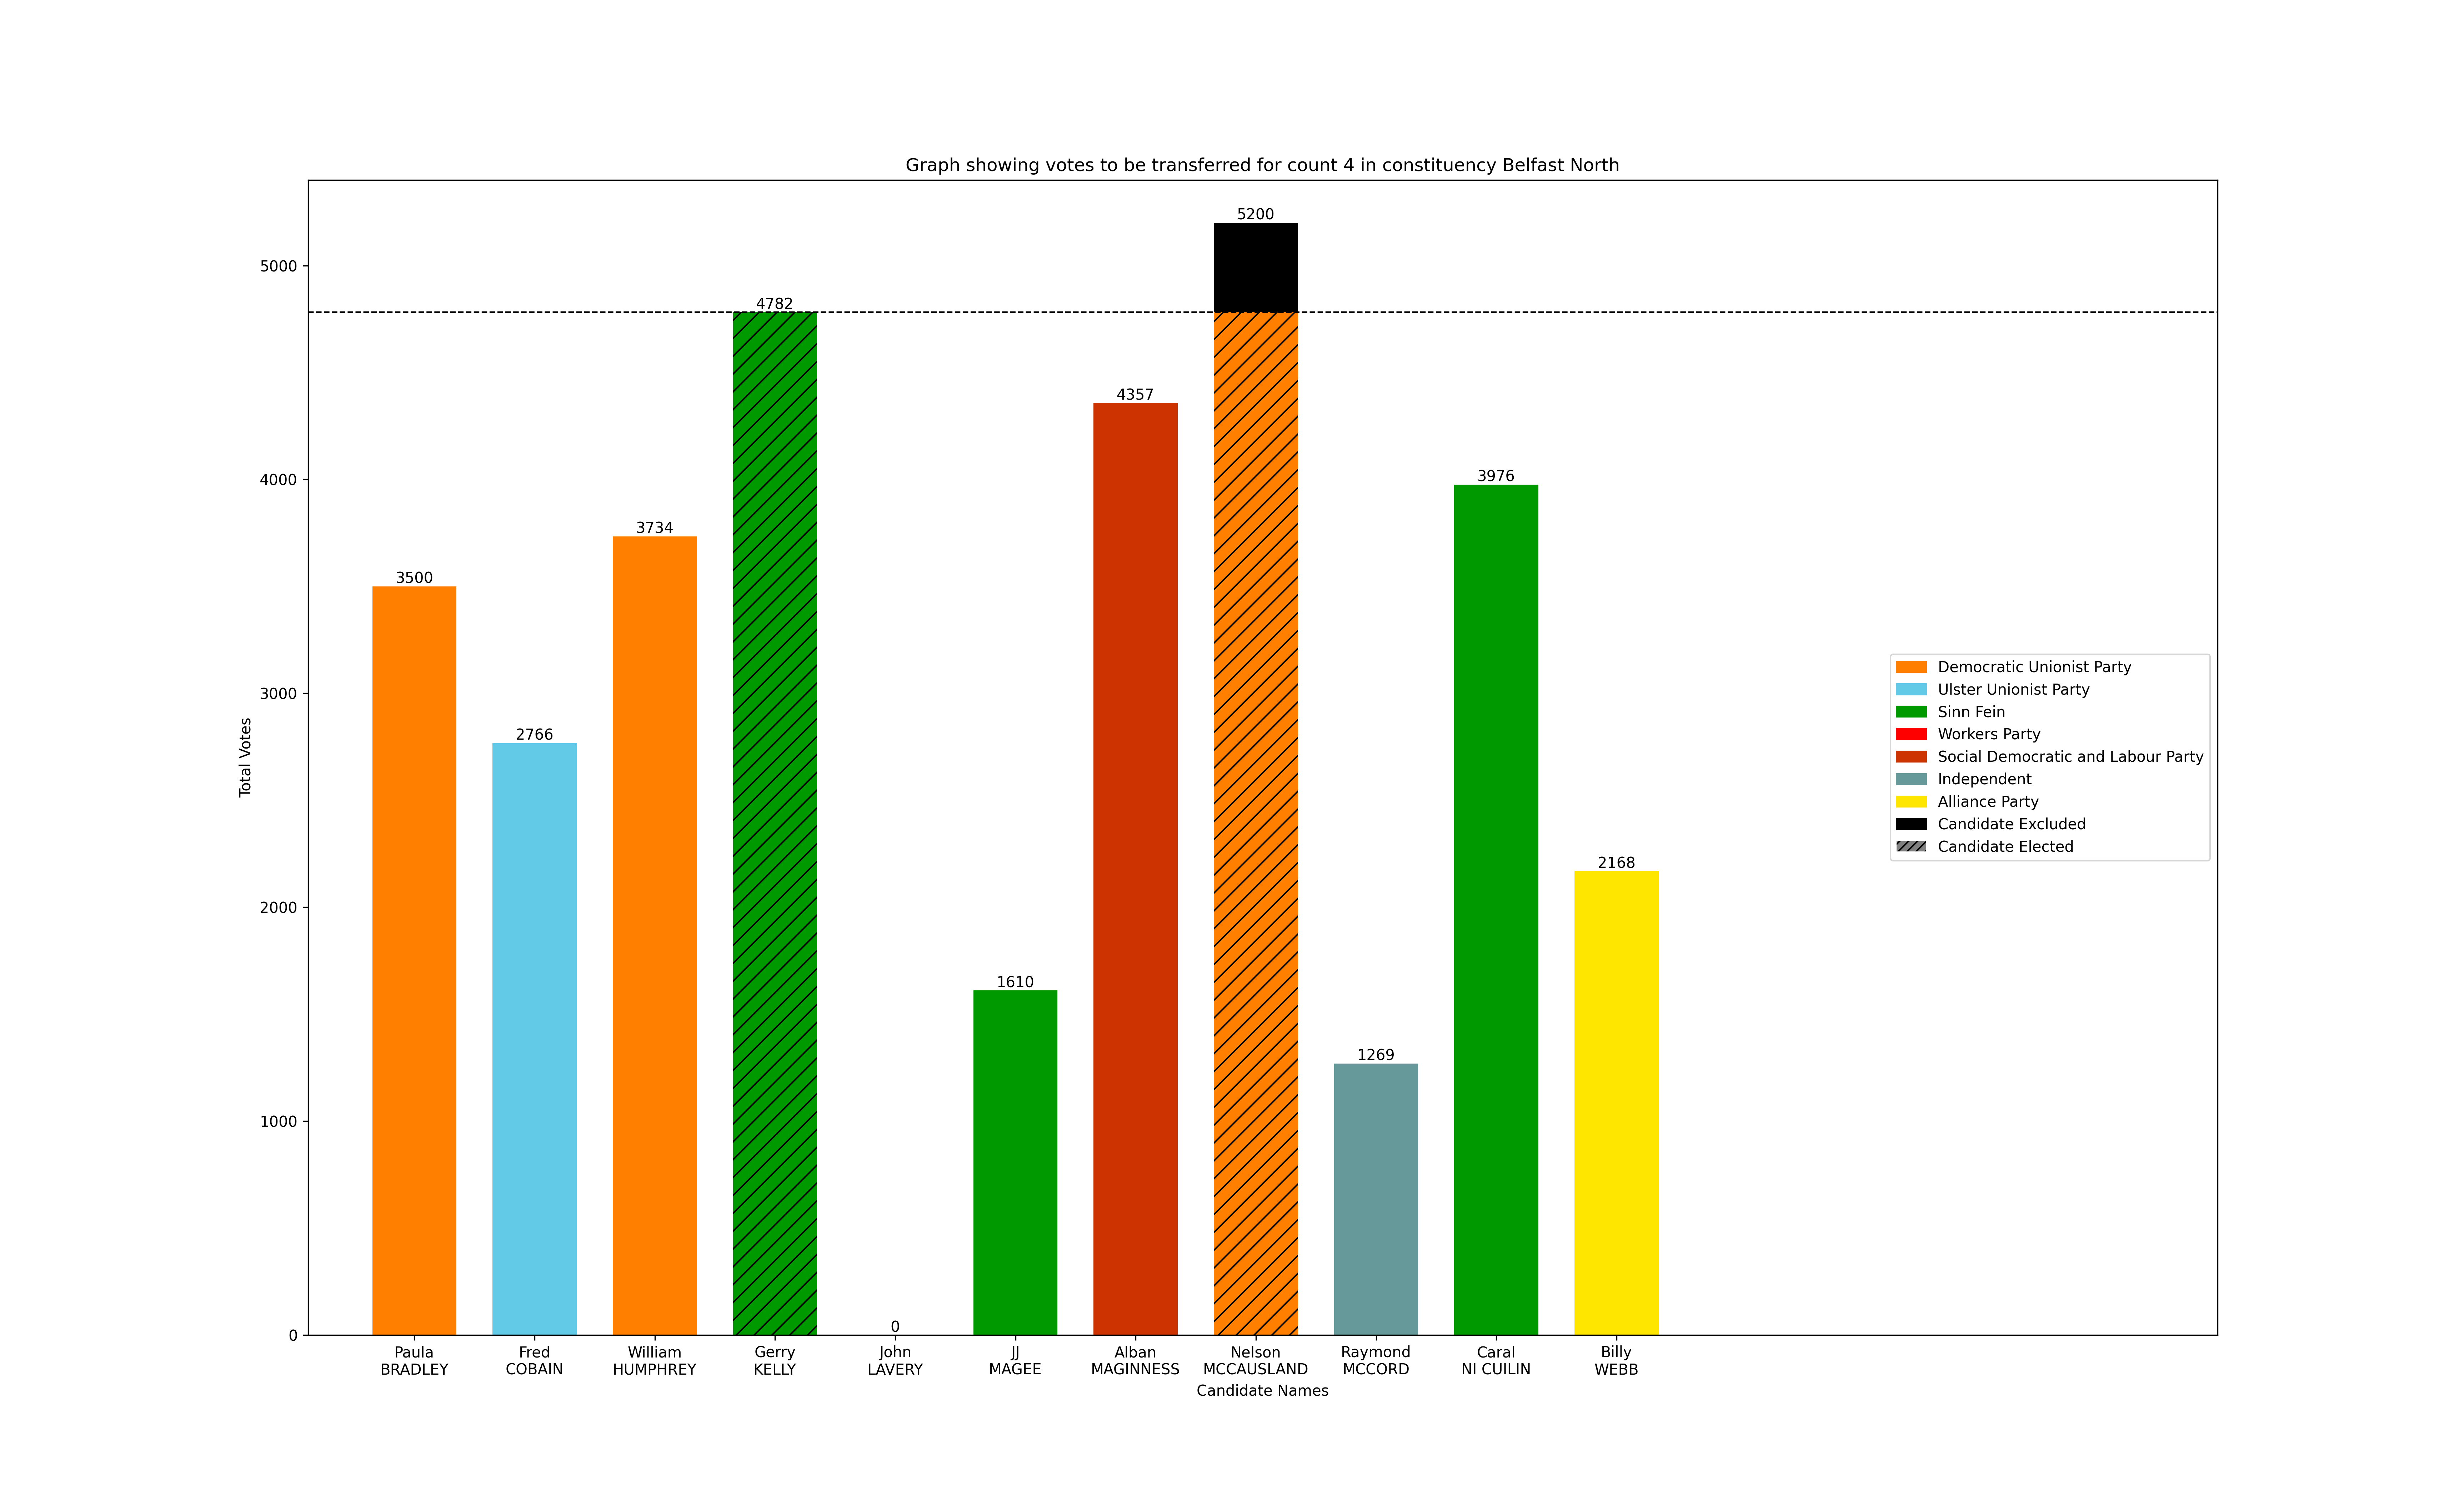 Graph showing votes to be transferred for count 4 in constituency Belfast North
5200
5000
4782
4357
4000
3976
3734
3500
3000
2766
2168
2000
1610
1269
1000
0
0
Total Votes
Democratic Unionist Party
Ulster Unionist Party
Sinn Fein
Workers Party
Social Democratic and Labour Party
Independent
Alliance Party
Candidate Excluded
Candidate Elected
Paula
BRADLEY
Fred
COBAIN
William
HUMPHREY
Gerry
KELLY
John
LAVERY
JJ
MAGEE
Alban
MAGINNESS
Nelson
MCCAUSLAND
Raymond
MCCORD
Caral
NI CUILIN
Billy
WEBB
Candidate Names